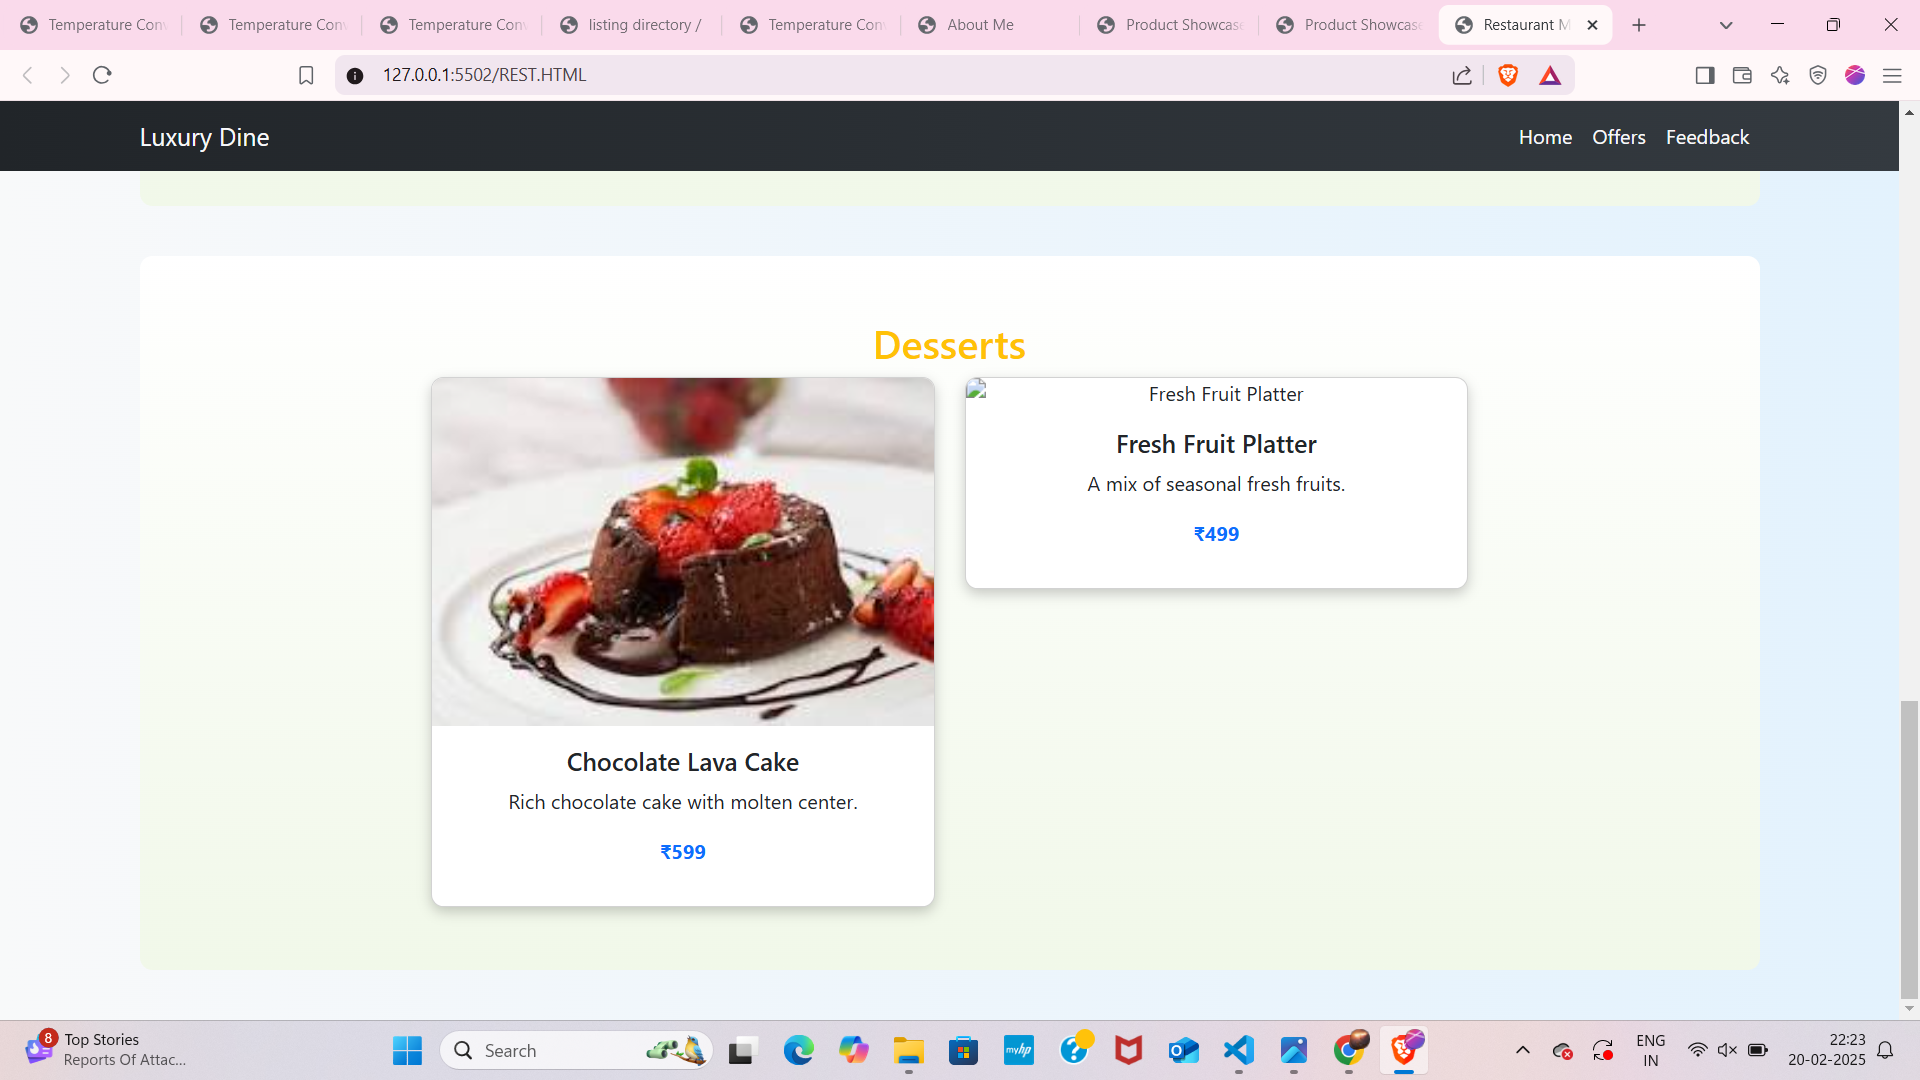 Temperature Conv
Temperature Conv
Temperature Conv
listing directory /
Temperature Conv
About Me
Product Showcase
Product Showcase
Restaurant M
127.0.0.1:5502/REST.HTML
Luxury Dine
Home Offers Feedback
Desserts
Fresh Fruit Platter
Fresh Fruit Platter
A mix of seasonal fresh fruits.
₹499
Chocolate Lava Cake
Rich chocolate cake with molten center.
₹599
8
Top Stories
Reports Of Attac...
Search
myhp
ENG
IN
22:23
20-02-2025